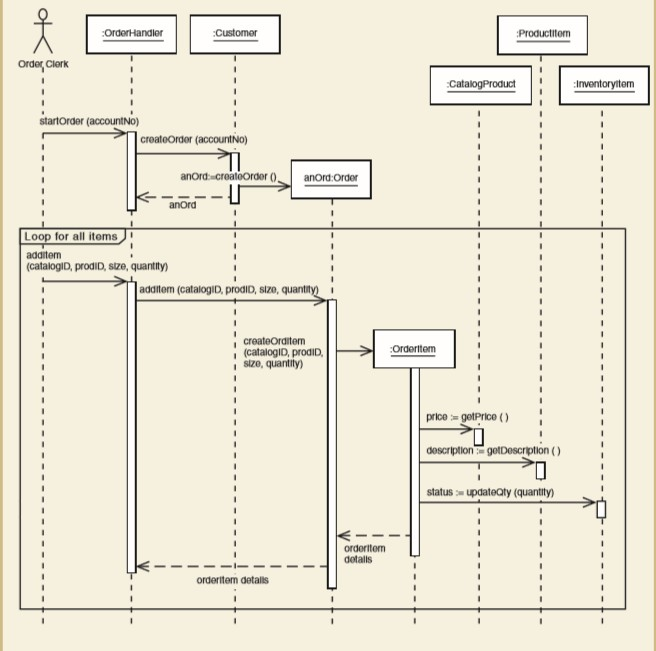 :OrderHandler
:Customer
:ProductItem
Order Clerk
:CatalogProduct
:InventoryItem
startOrder (accountNo)
createOrder (accountNo)
anOrd:=createOrder ()
anOrd:Order
anOrd
Loop for all items
addItem
(catalogID, prodID, size, quantity)
addItem (catalogID, prodID, size, quantity)
createOrdItem
(catalogID, prodID,
size, quantity)
:OrderItem
price := getPrice ( )
description := getDescription ( )
status := updateQty (quantity)
orderItem
details
orderItem details